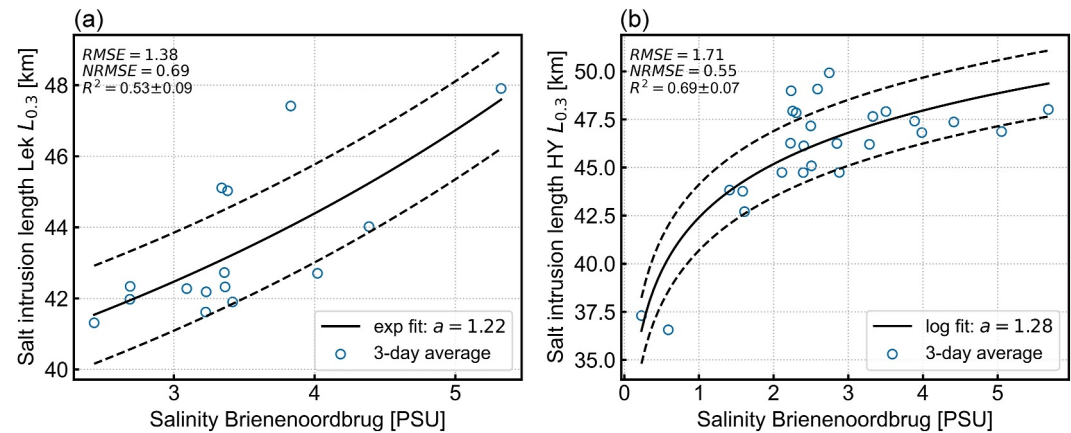 (a)
RMSE = 1.38
NRMSE = 0.69
R² = 0.53±0.09
Salt intrusion length Lek L₀.₃ [km]
48
46
44
42
40
3
4
5
exp fit: a = 1.22
3-day average
Salinity Brienenoordbrug [PSU]
(b)
RMSE = 1.71
NRMSE = 0.55
R² = 0.69±0.07
Salt intrusion length HY L₀.₃ [km]
50.0
47.5
45.0
42.5
40.0
37.5
35.0
0
1
2
3
4
5
log fit: a = 1.28
3-day average
Salinity Brienenoordbrug [PSU]